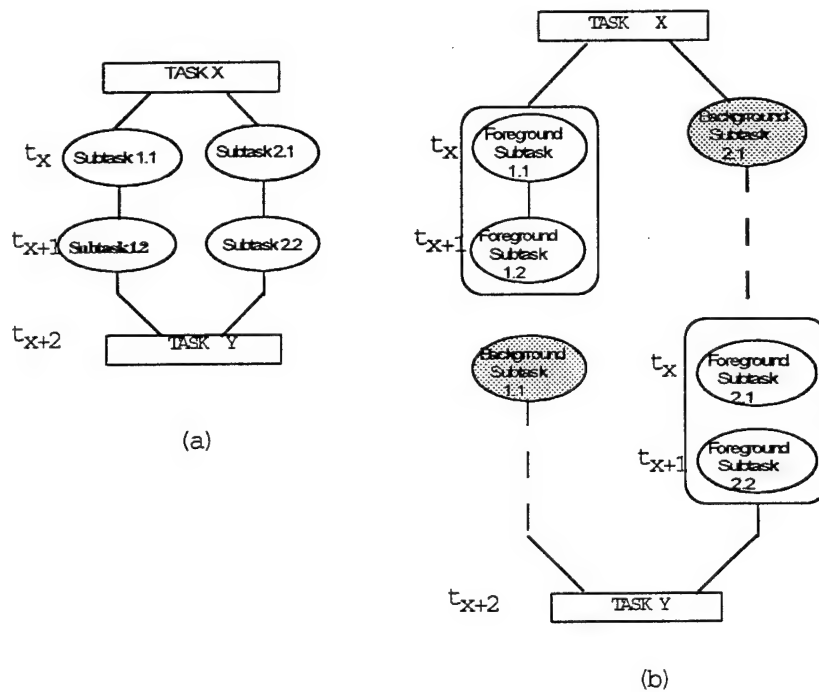 TASK X
t_x
Subtask 1.1
Subtask 2.1
t_x+1
Subtask 1.2
Subtask 2.2
t_x+2
TASK Y
(a)
TASK X
t_x
Foreground
Subtask
1.1
Background
Subtask
2.1
t_x+1
Foreground
Subtask
1.2
Background
Subtask
1.1
t_x
Foreground
Subtask
2.1
t_x+1
Foreground
Subtask
2.2
t_x+2
TASK Y
(b)